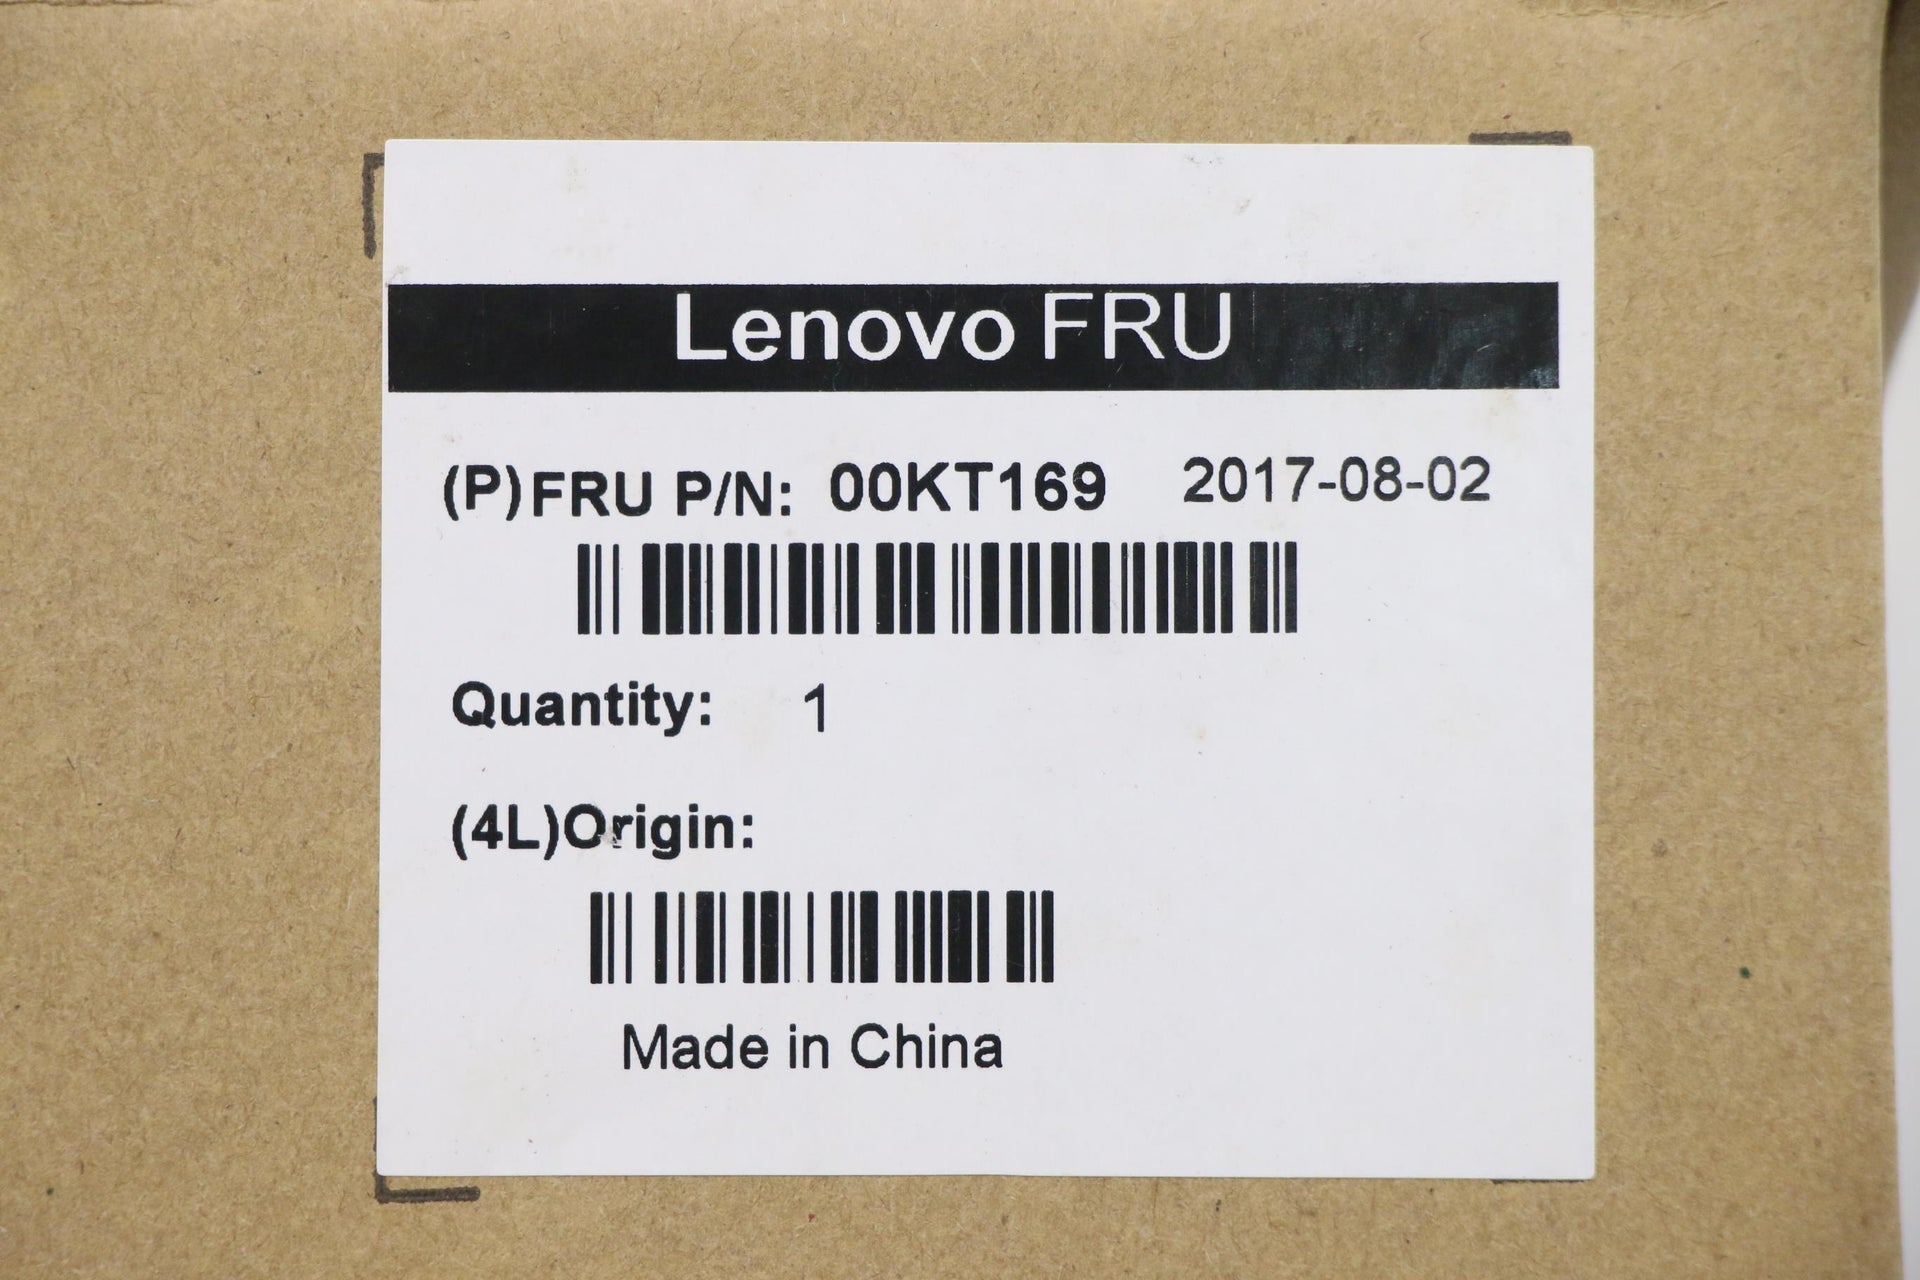 Lenovo FRU
(P)FRU P/N: 00KT169 2017-08-02
Quantity: 1
(4L)Origin:
Made in China